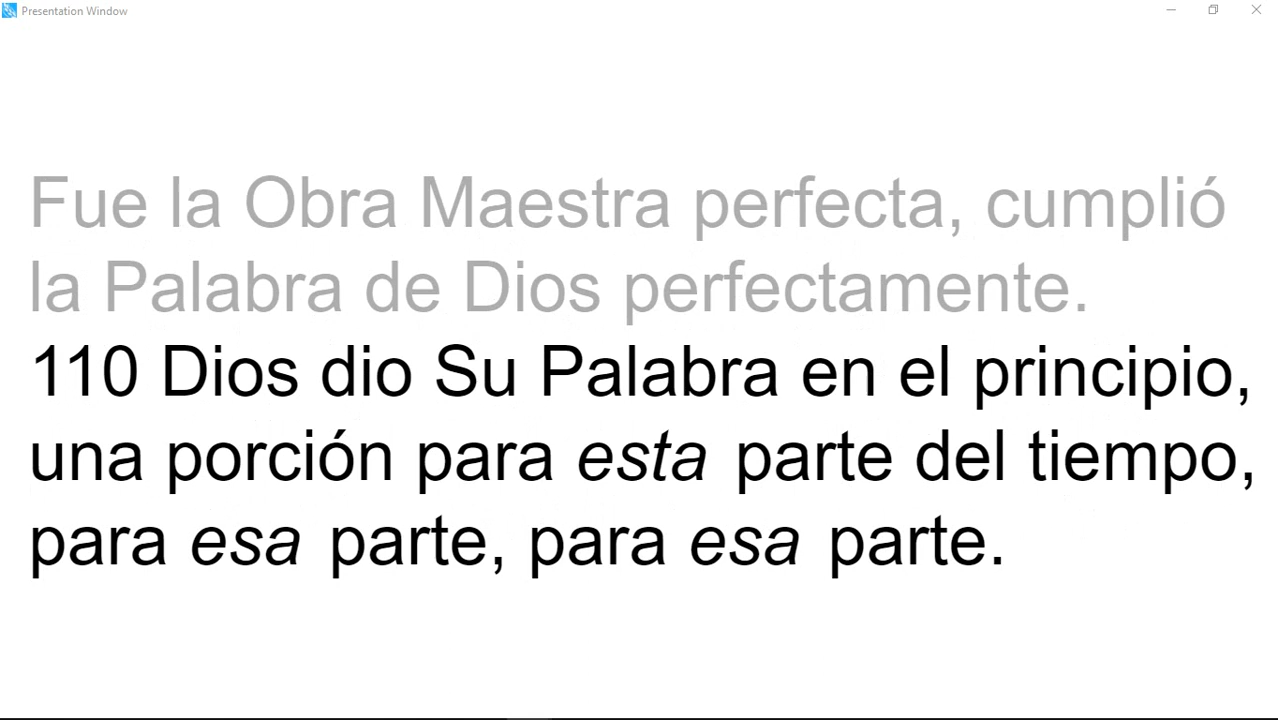 Presentation Window
Fue la Obra Maestra perfecta, cumplió
la Palabra de Dios perfectamente.
110 Dios dio Su Palabra en el principio,
una porción para esta parte del tiempo,
para esa parte, para esa parte.